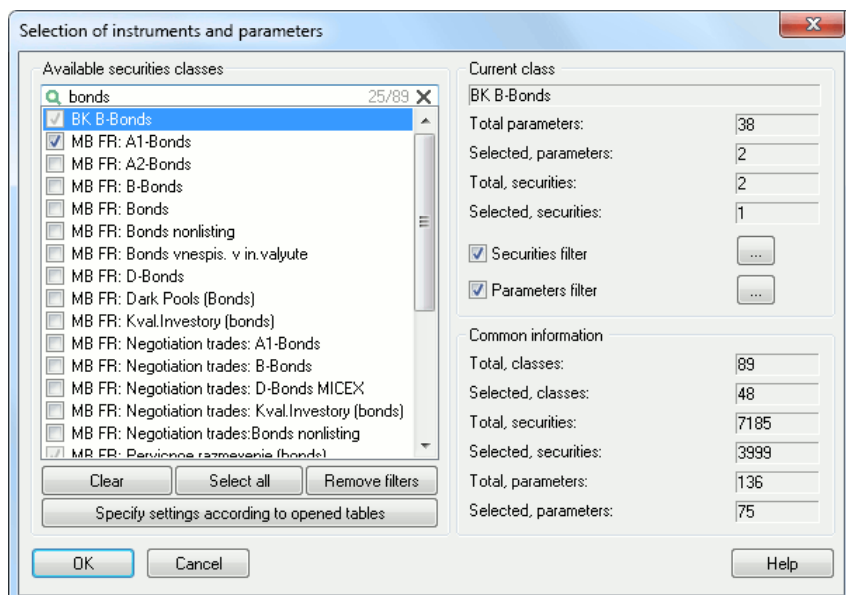 Selection of instruments and parameters
Available securities classes
bonds 25/89
BK B-Bonds
MB FR: A1-Bonds
MB FR: A2-Bonds
MB FR: B-Bonds
MB FR: Bonds
MB FR: Bonds nonlisting
MB FR: Bonds vnespis. v in.valyute
MB FR: D-Bonds
MB FR: Dark Pools (Bonds)
MB FR: Kval.Investory (bonds)
MB FR: Negotiation trades: A1-Bonds
MB FR: Negotiation trades: B-Bonds
MB FR: Negotiation trades: D-Bonds MICEX
MB FR: Negotiation trades: Kval.Investory (bonds)
MB FR: Negotiation trades:Bonds nonlisting
MB FR: Pervicnoe razmexenie (bonds)
Clear Select all Remove filters
Specify settings according to opened tables
OK Cancel
Current class
BK B-Bonds
Total parameters: 38
Selected, parameters: 2
Total, securities: 2
Selected, securities: 1
Securities filter ...
Parameters filter ...
Common information
Total, classes: 89
Selected, classes: 48
Total, securities: 7185
Selected, securities: 3999
Total, parameters: 136
Selected, parameters: 75
Help